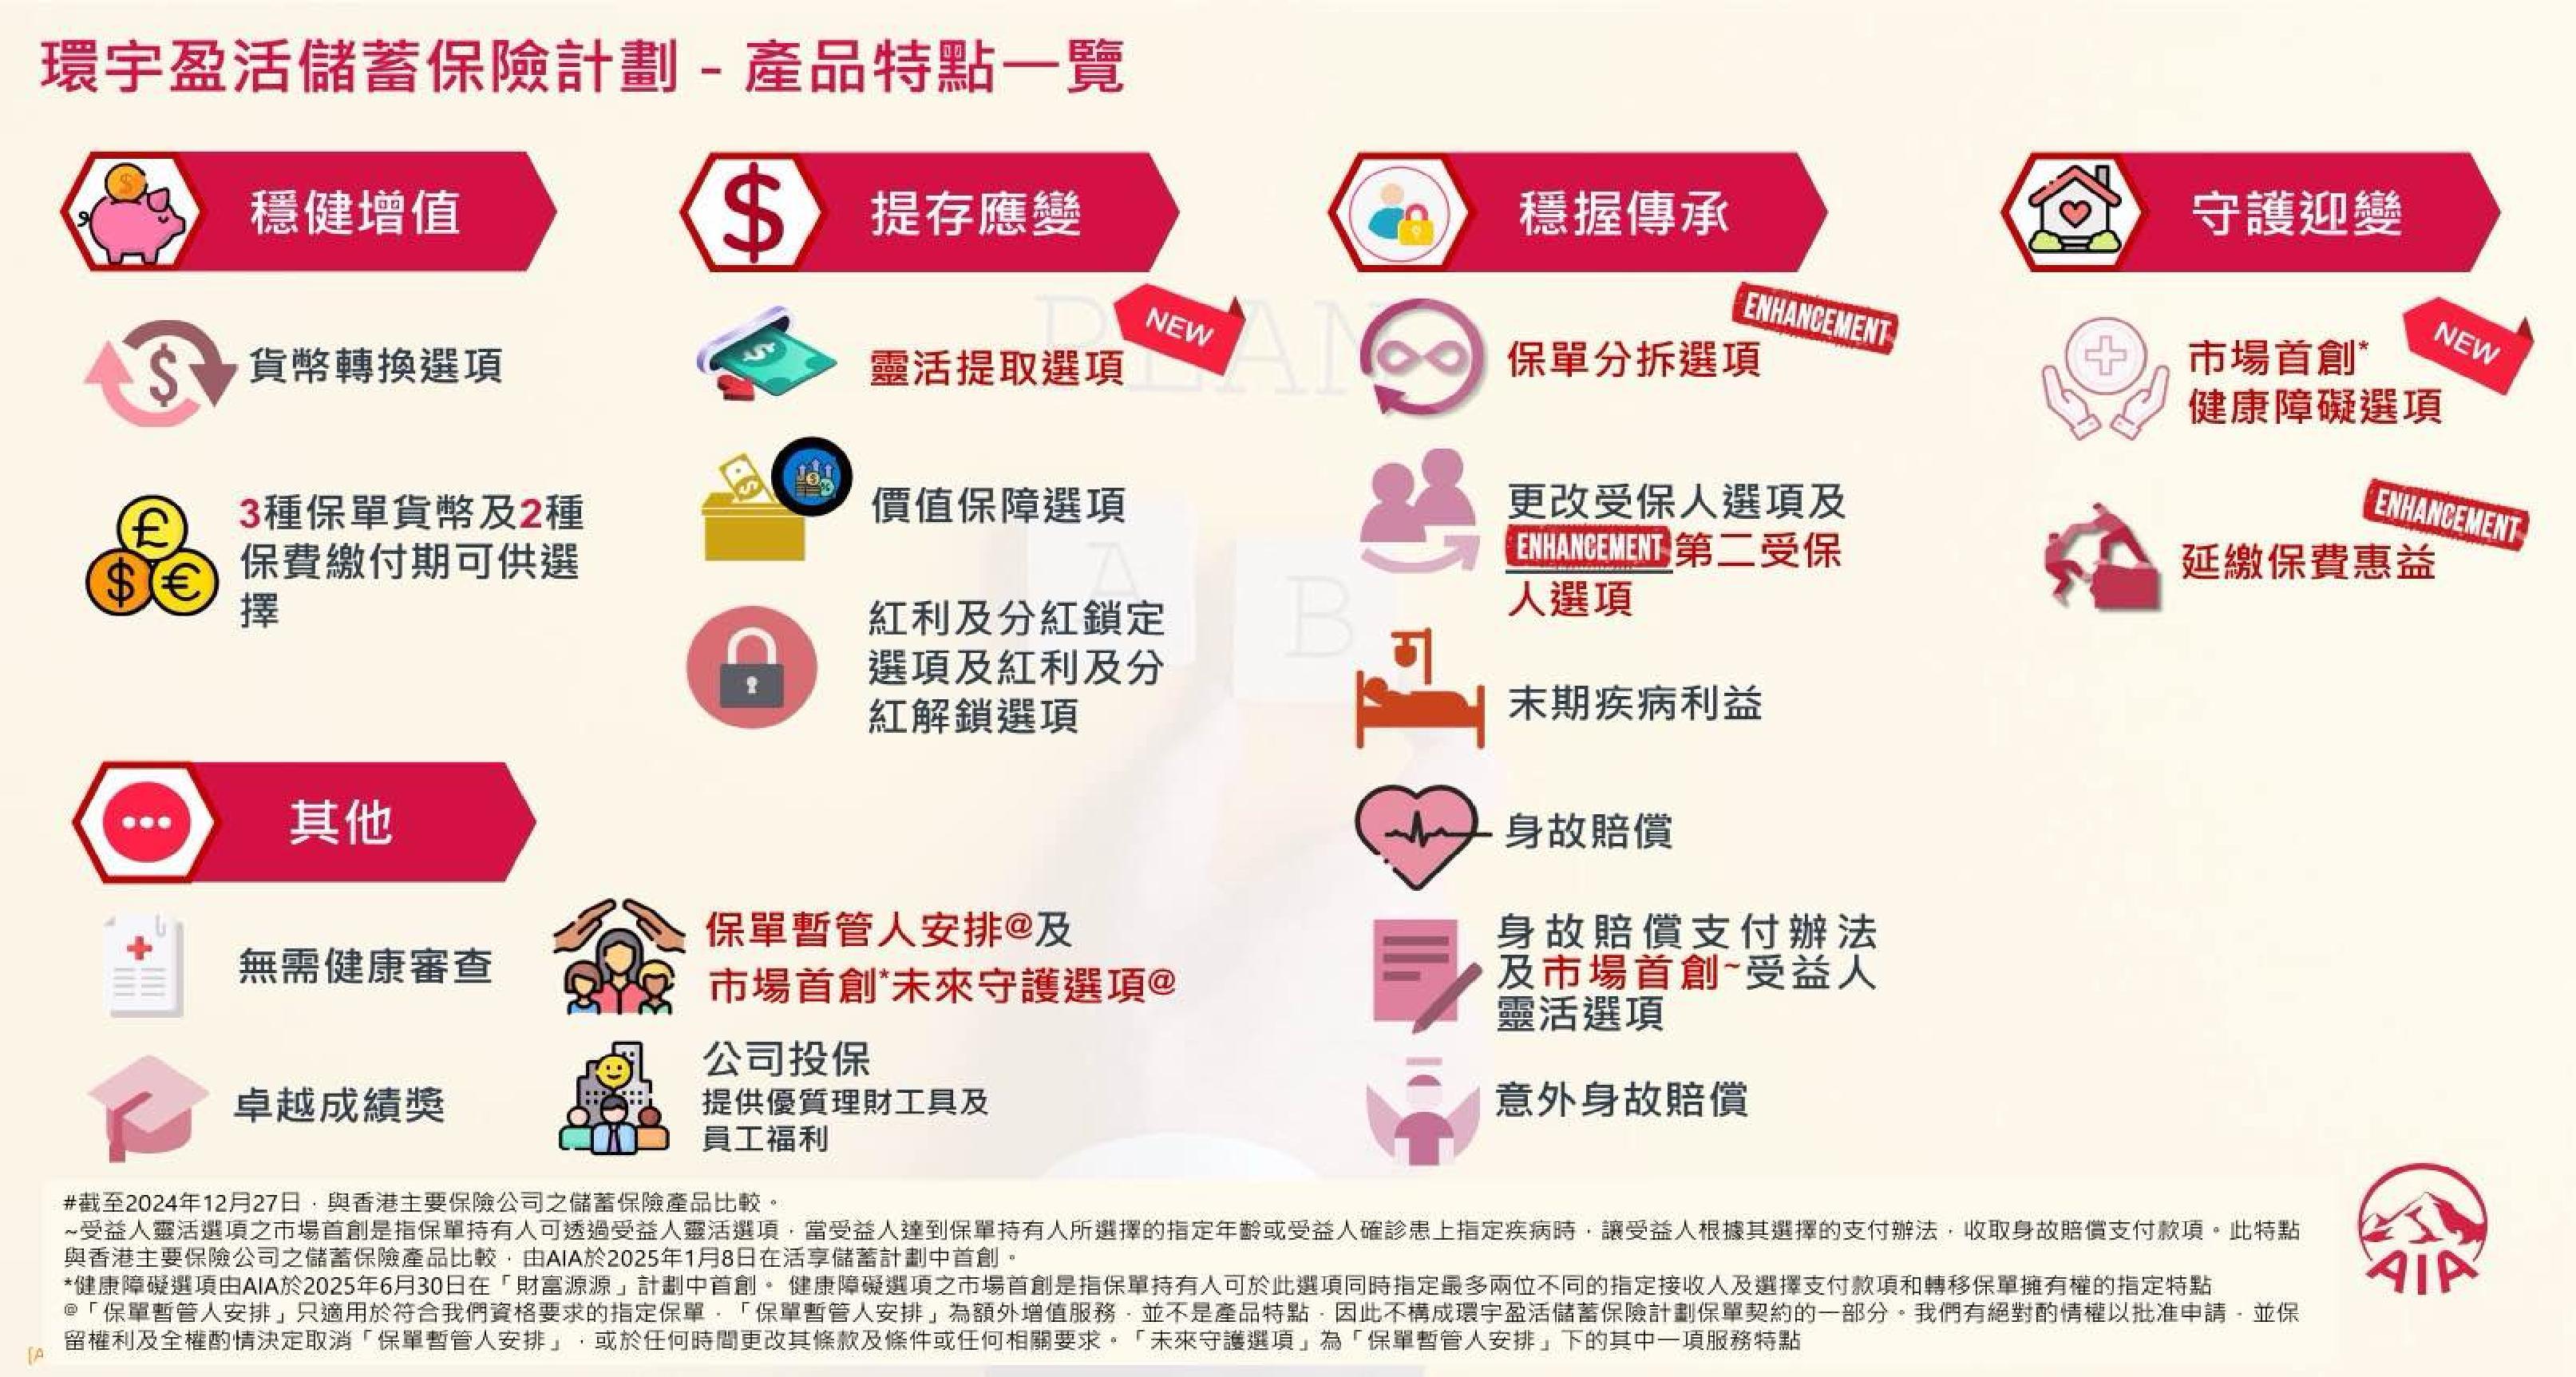 環宇盈活儲蓄保險計劃 - 產品特點一覽
穩健增值
貨幣轉換選項
3種保單貨幣及2種
保費繳付期可供選
擇
提存應變
NEW
靈活提取選項
價值保障選項
紅利及分紅鎖定
選項及紅利及分
紅解鎖選項
穩握傳承
ENHANCEMENT
保單分拆選項
更改受保人選項及
ENHANCEMENT 第二受保
人選項
末期疾病利益
身故賠償
身故賠償支付辦法
及市場首創~受益人
靈活選項
意外身故賠償
守護迎變
NEW
市場首創*
健康障礙選項
ENHANCEMENT
延繳保費惠益
其他
無需健康審查
卓越成績獎
保單暫管人安排@及
市場首創*未來守護選項@
公司投保
提供優質理財工具及
員工福利
PLAN
A
B
#截至2024年12月27日，與香港主要保險公司之儲蓄保險產品比較。
~受益人靈活選項之市場首創是指保單持有人可透過受益人靈活選項，當受益人達到保單持有人所選擇的指定年齡或受益人確診患上指定疾病時，讓受益人根據其選擇的支付辦法，收取身故賠償支付款項。此特點
與香港主要保險公司之儲蓄保險產品比較，由AIA於2025年1月8日在活享儲蓄計劃中首創。
*健康障礙選項由AIA於2025年6月30日在「財富源源」計劃中首創。 健康障礙選項之市場首創是指保單持有人可於此選項同時指定最多兩位不同的指定接收人及選擇支付款項和轉移保單擁有權的指定特點
@「保單暫管人安排」只適用於符合我們資格要求的指定保單，「保單暫管人安排」為額外增值服務，並不是產品特點，因此不構成環宇盈活儲蓄保險計劃保單契約的一部分。我們有絕對酌情權以批准申請，並保
留權利及全權酌情決定取消「保單暫管人安排」，或於任何時間更改其條款及條件或任何相關要求。「未來守護選項」為「保單暫管人安排」下的其中一項服務特點
[A
AIA